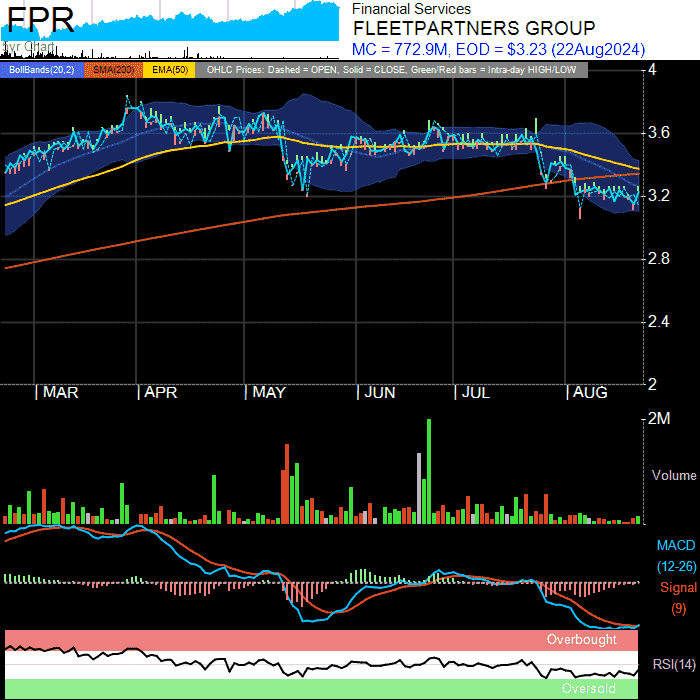 FPR
5yr Chart
Financial Services
FLEETPARTNERS GROUP
MC = 772.9M, EOD = $3.23 (22Aug2024)
BollBands(20,2) SMA(200) EMA(50) OHLC Prices: Dashed = OPEN, Solid = CLOSE, Green/Red bars = Intra-day HIGH/LOW
4
3.6
3.2
2.8
2.4
2
| MAR | APR | MAY | JUN | JUL | AUG
2M
Volume
MACD
(12-26)
Signal
(9)
Overbought
RSI(14)
Oversold